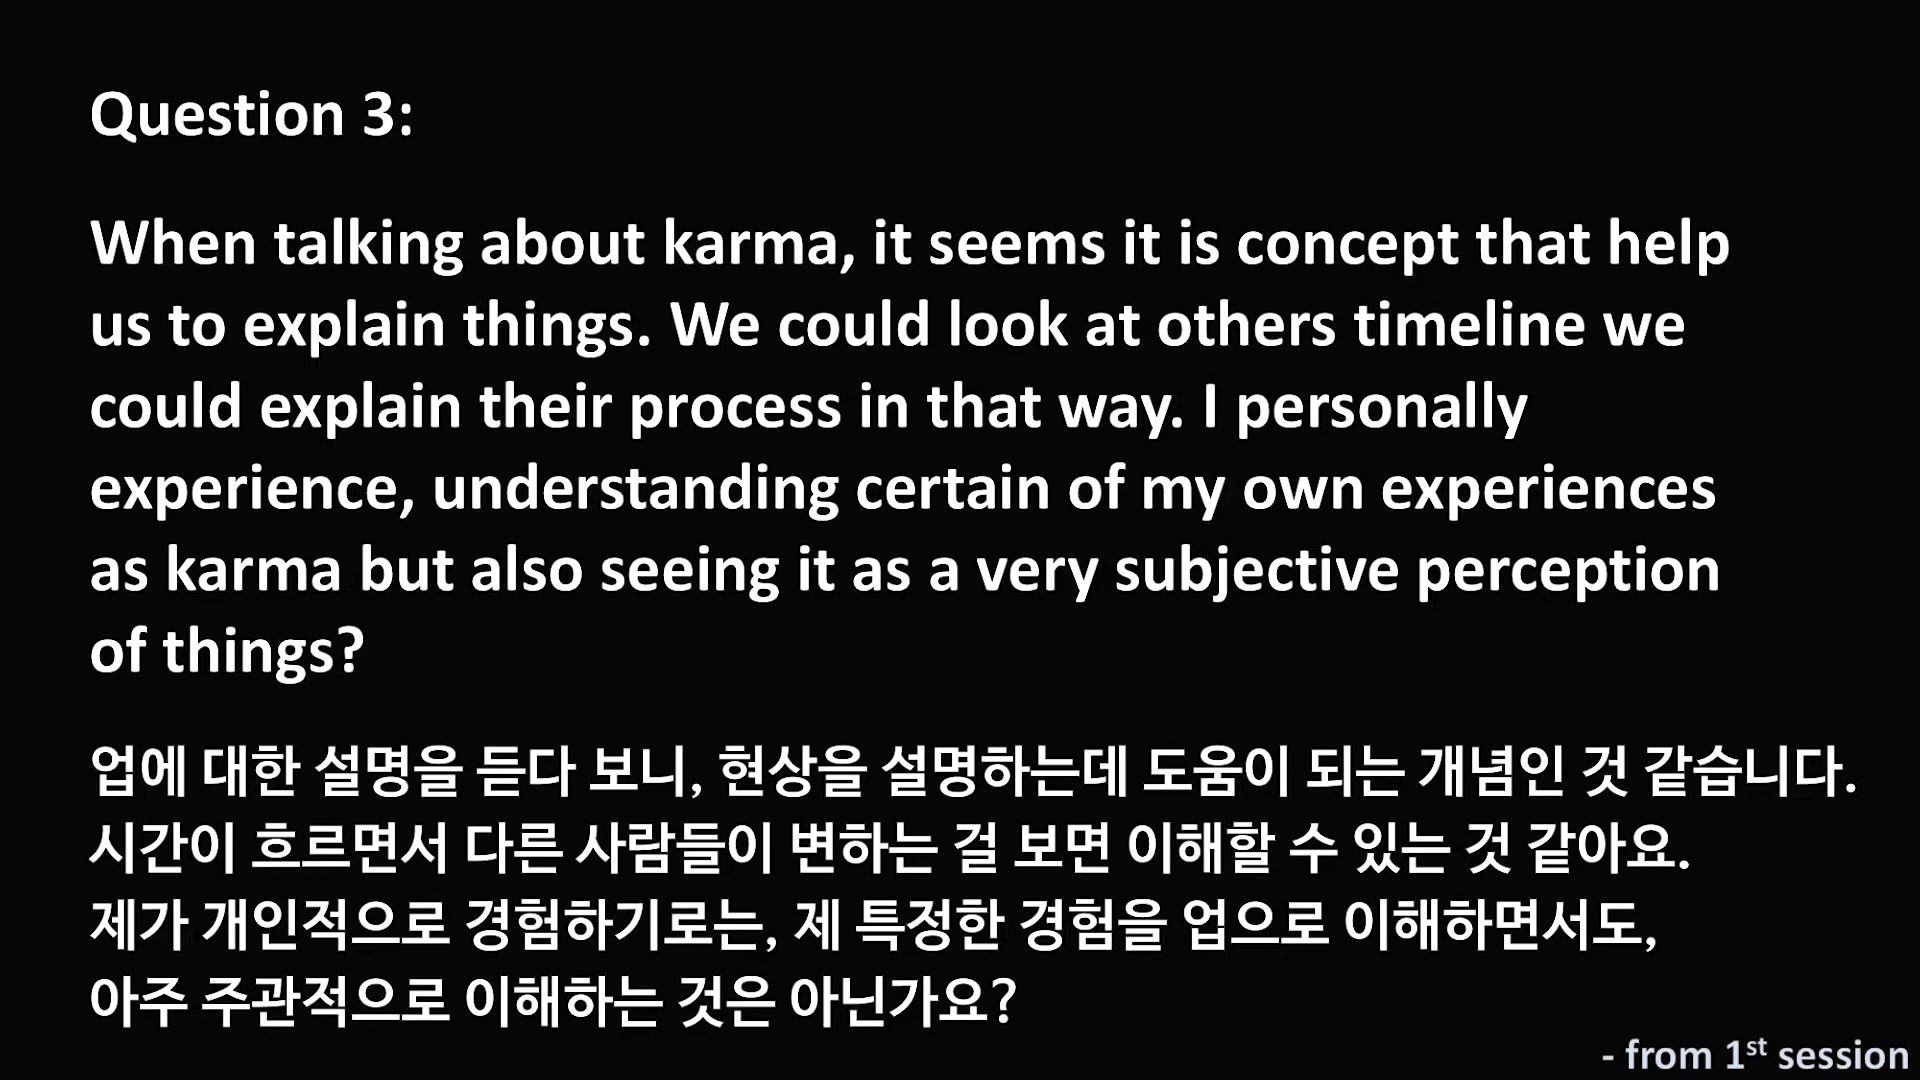 Question 3:
When talking about karma, it seems it is concept that help
us to explain things. We could look at others timeline we
could explain their process in that way. I personally
experience, understanding certain of my own experiences
as karma but also seeing it as a very subjective perception
of things?
업에 대한 설명을 듣다 보니, 현상을 설명하는데 도움이 되는 개념인 것 같습니다.
시간이 흐르면서 다른 사람들이 변하는 걸 보면 이해할 수 있는 것 같아요.
제가 개인적으로 경험하기로는, 제 특정한 경험을 업으로 이해하면서도,
아주 주관적으로 이해하는 것은 아닌가요?
- from 1st session